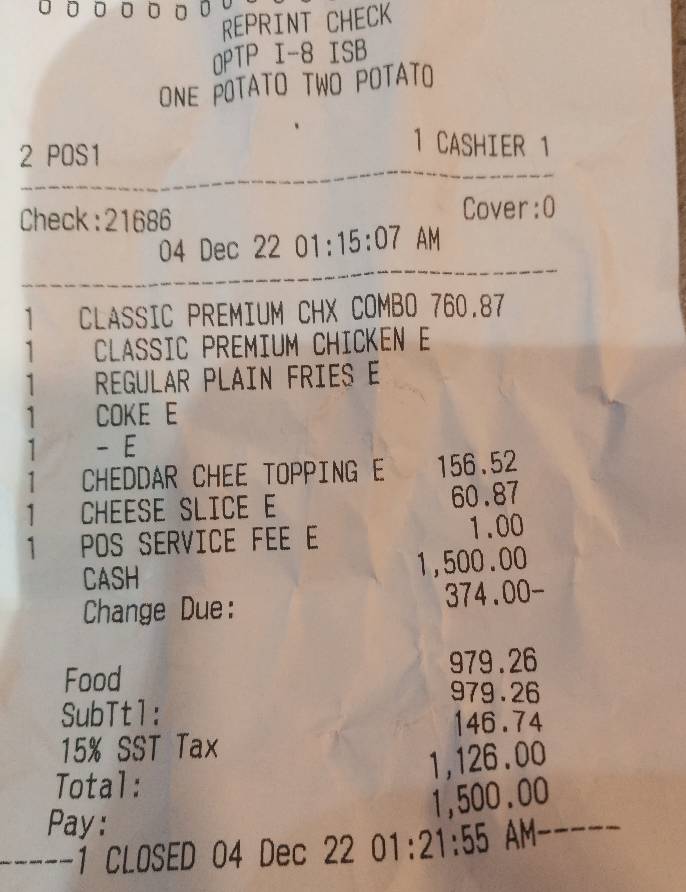 REPRINT CHECK
OPTP I-8 ISB
ONE POTATO TWO POTATO
2 POS1 1 CASHIER 1
Check:21686 Cover:0
04 Dec 22 01:15:07 AM
1 CLASSIC PREMIUM CHX COMBO 760.87
1 CLASSIC PREMIUM CHICKEN E
1 REGULAR PLAIN FRIES E
1 COKE E
1 - E
1 CHEDDAR CHEE TOPPING E 156.52
1 CHEESE SLICE E 60.87
1 POS SERVICE FEE E 1.00
CASH 1,500.00
Change Due: 374.00-
Food 979.26
SubTtl: 979.26
15% SST Tax 146.74
Total: 1,126.00
Pay: 1,500.00
-----1 CLOSED 04 Dec 22 01:21:55 AM-----